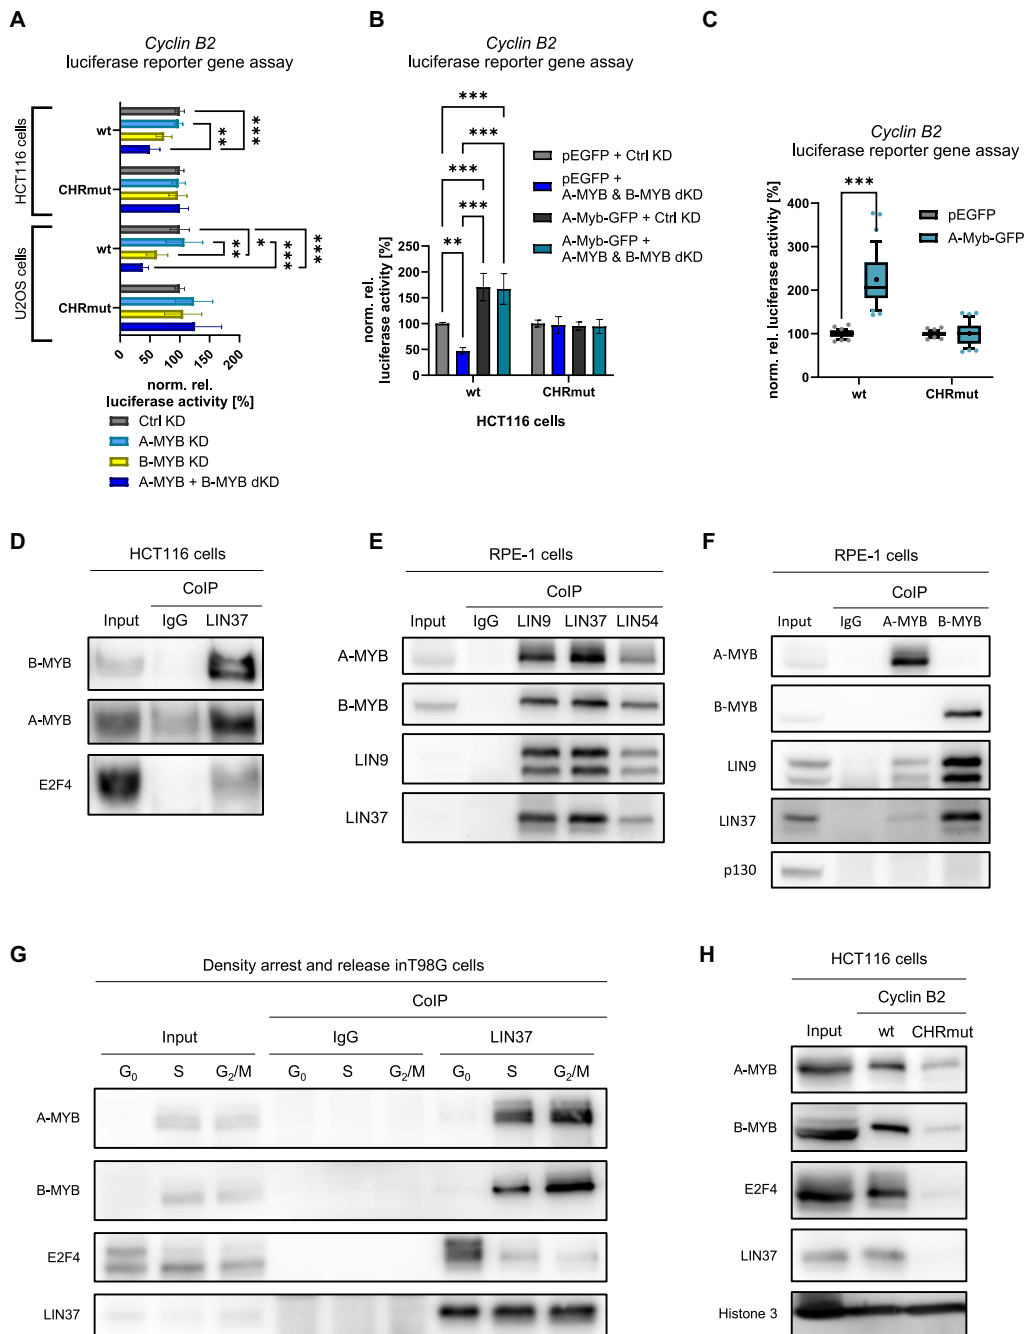 A
Cyclin B2
luciferase reporter gene assay
HCT116 cells
U2OS cells
wt
CHRmut
wt
CHRmut
**
***
**
*
***
***
0
50
100
150
200
norm. rel.
luciferase activity [%]
Ctrl KD
A-MYB KD
B-MYB KD
A-MYB + B-MYB dKD
B
Cyclin B2
luciferase reporter gene assay
***
***
***
***
**
pEGFP + Ctrl KD
pEGFP +
A-MYB & B-MYB dKD
A-Myb-GFP + Ctrl KD
A-Myb-GFP +
A-MYB & B-MYB dKD
norm. rel.
luciferase activity [%]
250
200
150
100
50
0
wt
CHRmut
HCT116 cells
C
Cyclin B2
luciferase reporter gene assay
***
pEGFP
A-Myb-GFP
norm. rel. luciferase activity [%]
400
300
200
100
0
wt
CHRmut
D
HCT116 cells
CoIP
Input IgG LIN37
B-MYB
A-MYB
E2F4
E
RPE-1 cells
CoIP
Input IgG LIN9 LIN37 LIN54
A-MYB
B-MYB
LIN9
LIN37
F
RPE-1 cells
CoIP
Input IgG A-MYB B-MYB
A-MYB
B-MYB
LIN9
LIN37
p130
G
Density arrest and release inT98G cells
CoIP
Input IgG LIN37
G₀ S G₂/M G₀ S G₂/M G₀ S G₂/M
A-MYB
B-MYB
E2F4
LIN37
H
HCT116 cells
Cyclin B2
Input wt CHRmut
A-MYB
B-MYB
E2F4
LIN37
Histone 3